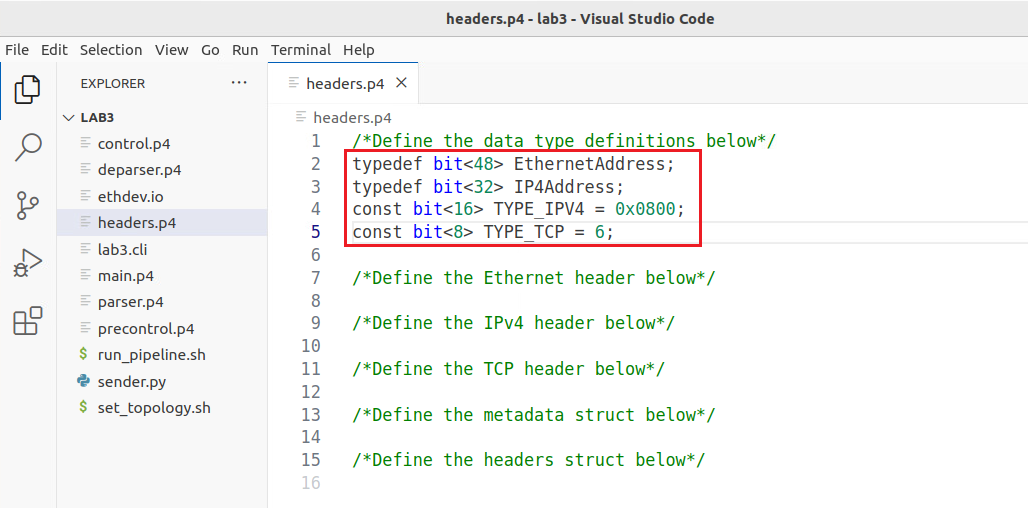 headers.p4 - lab3 - Visual Studio Code
File Edit Selection View Go Run Terminal Help
EXPLORER ...
LAB3
control.p4
deparser.p4
ethdev.io
headers.p4
lab3.cli
main.p4
parser.p4
precontrol.p4
$ run_pipeline.sh
sender.py
$ set_topology.sh
headers.p4 ×
headers.p4
1 /*Define the data type definitions below*/
2 typedef bit<48> EthernetAddress;
3 typedef bit<32> IP4Address;
4 const bit<16> TYPE_IPV4 = 0x0800;
5 const bit<8> TYPE_TCP = 6;
6
7 /*Define the Ethernet header below*/
8
9 /*Define the IPv4 header below*/
10
11 /*Define the TCP header below*/
12
13 /*Define the metadata struct below*/
14
15 /*Define the headers struct below*/
16